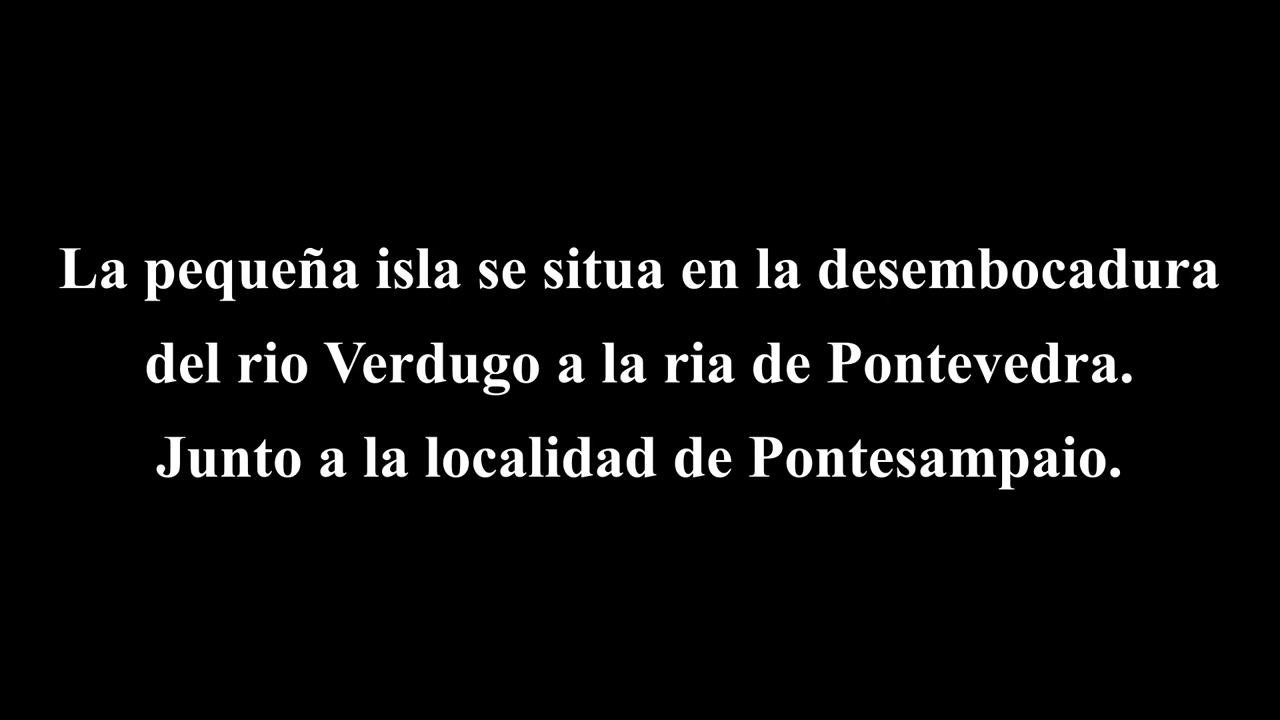 La pequeña isla se situa en la desembocadura
del rio Verdugo a la ria de Pontevedra.
Junto a la localidad de Pontesampaio.